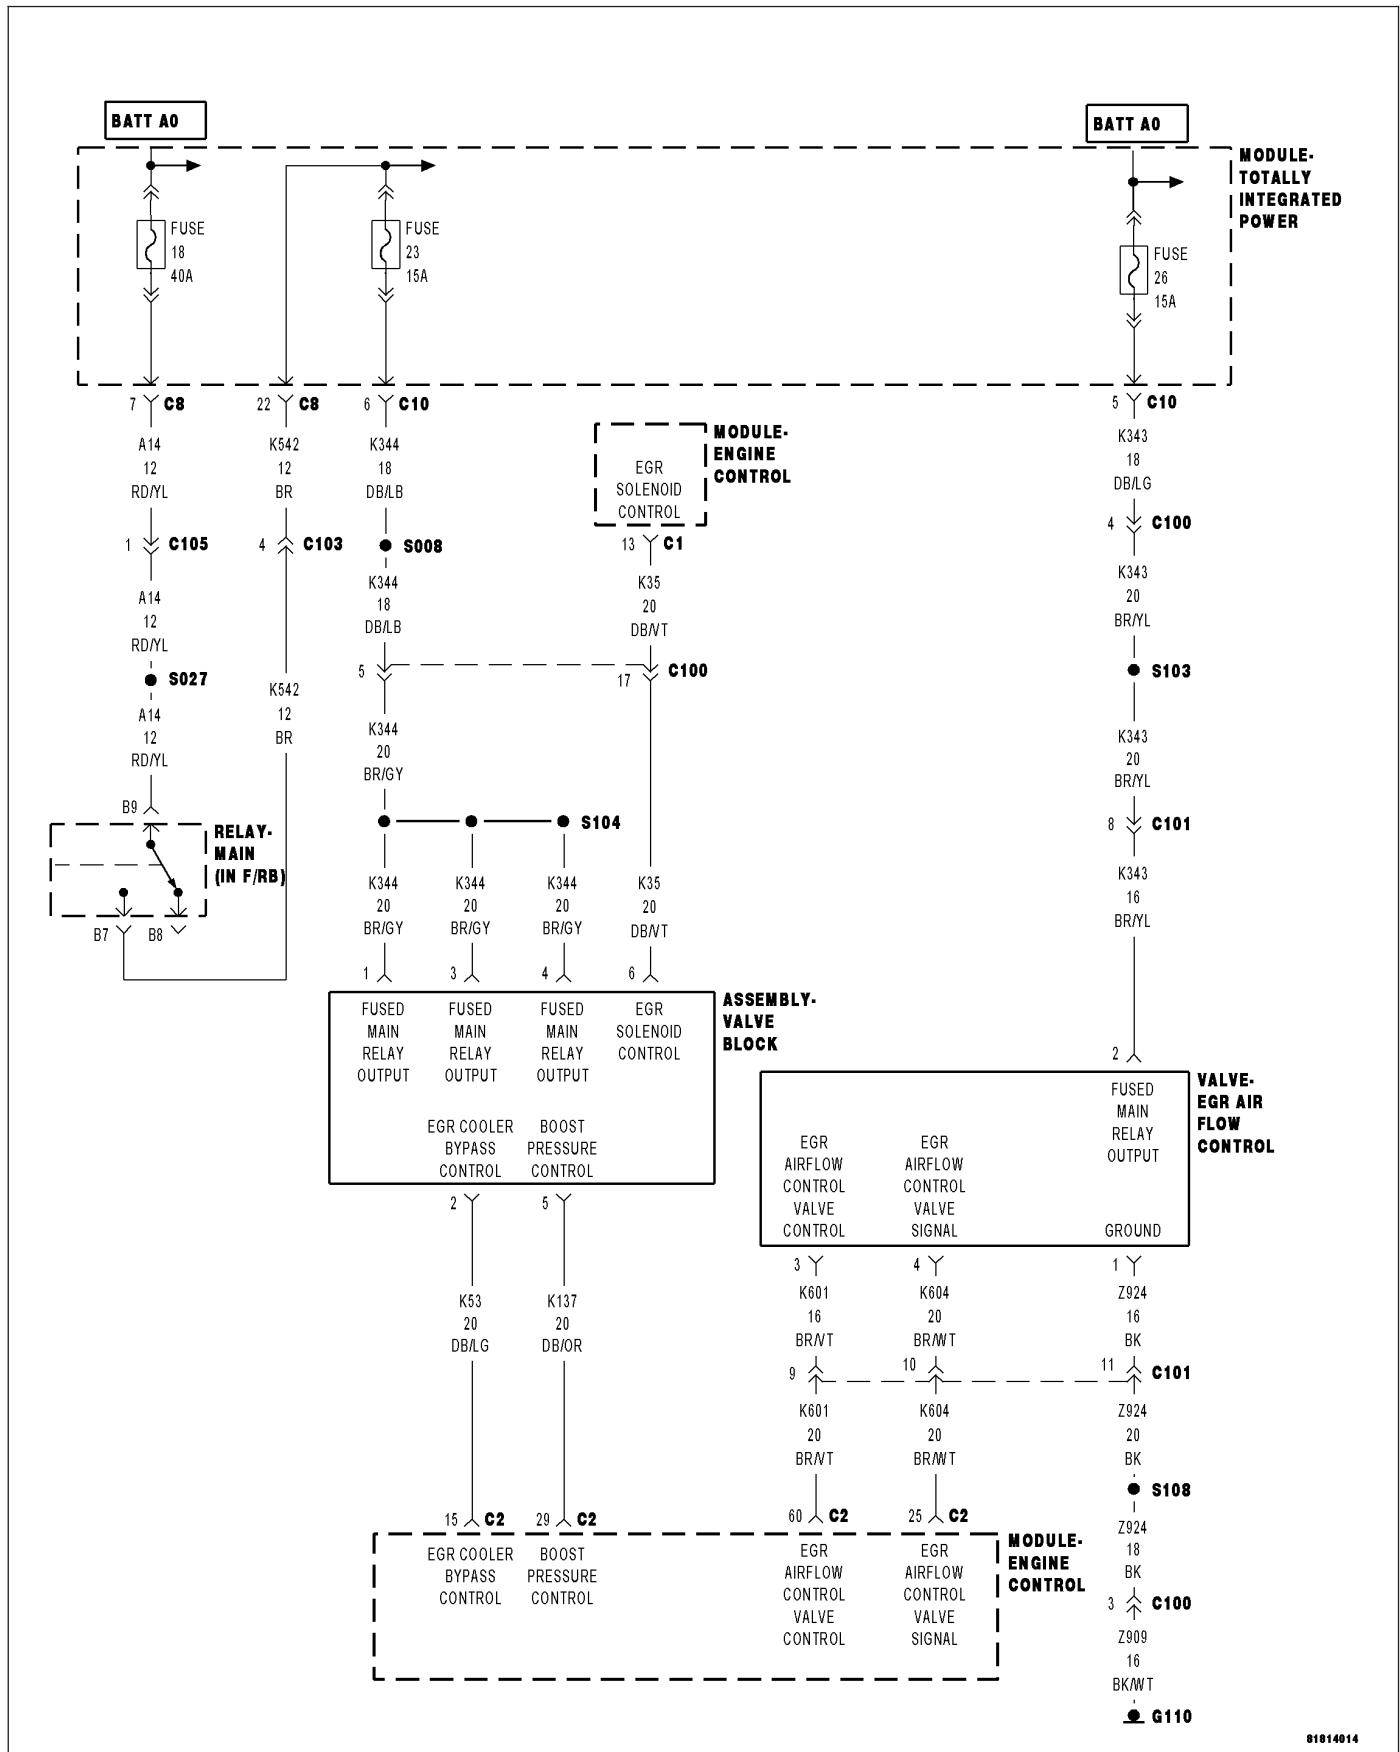 BATT A0
BATT A0
MODULE-
TOTALLY
INTEGRATED
POWER
FUSE
18
40A
FUSE
23
15A
FUSE
26
15A
7 C8
22 C8
6 C10
5 C10
A14
12
RD/YL
K542
12
BR
K344
18
DB/LB
MODULE-
ENGINE
CONTROL
EGR
SOLENOID
CONTROL
K343
18
DB/LG
4 C100
1 C105
4 C103
S008
13 C1
A14
12
RD/YL
K344
18
DB/LB
K35
20
DB/VT
K343
20
BR/YL
S027
5
17
C100
S103
A14
12
RD/YL
K542
12
BR
K344
20
BR/GY
K343
20
BR/YL
B9
RELAY-
MAIN
(IN F/RB)
S104
8 C101
B7
B8
K344
20
BR/GY
K344
20
BR/GY
K344
20
BR/GY
K35
20
DB/VT
K343
16
BR/YL
1
3
4
6
ASSEMBLY-
VALVE
BLOCK
FUSED
MAIN
RELAY
OUTPUT
FUSED
MAIN
RELAY
OUTPUT
FUSED
MAIN
RELAY
OUTPUT
EGR
SOLENOID
CONTROL
EGR COOLER
BYPASS
CONTROL
BOOST
PRESSURE
CONTROL
2
VALVE-
EGR AIR
FLOW
CONTROL
FUSED
MAIN
RELAY
OUTPUT
EGR
AIRFLOW
CONTROL
VALVE
CONTROL
EGR
AIRFLOW
CONTROL
VALVE
SIGNAL
GROUND
2
5
3
4
1
K53
20
DB/LG
K137
20
DB/OR
K601
16
BR/VT
K604
20
BR/WT
Z924
16
BK
9
10
11
C101
K601
20
BR/VT
K604
20
BR/WT
Z924
20
BK
S108
15 C2
29 C2
60 C2
25 C2
EGR COOLER
BYPASS
CONTROL
BOOST
PRESSURE
CONTROL
EGR
AIRFLOW
CONTROL
VALVE
CONTROL
EGR
AIRFLOW
CONTROL
VALVE
SIGNAL
MODULE-
ENGINE
CONTROL
Z924
18
BK
3 C100
Z909
16
BK/WT
G110
81814014